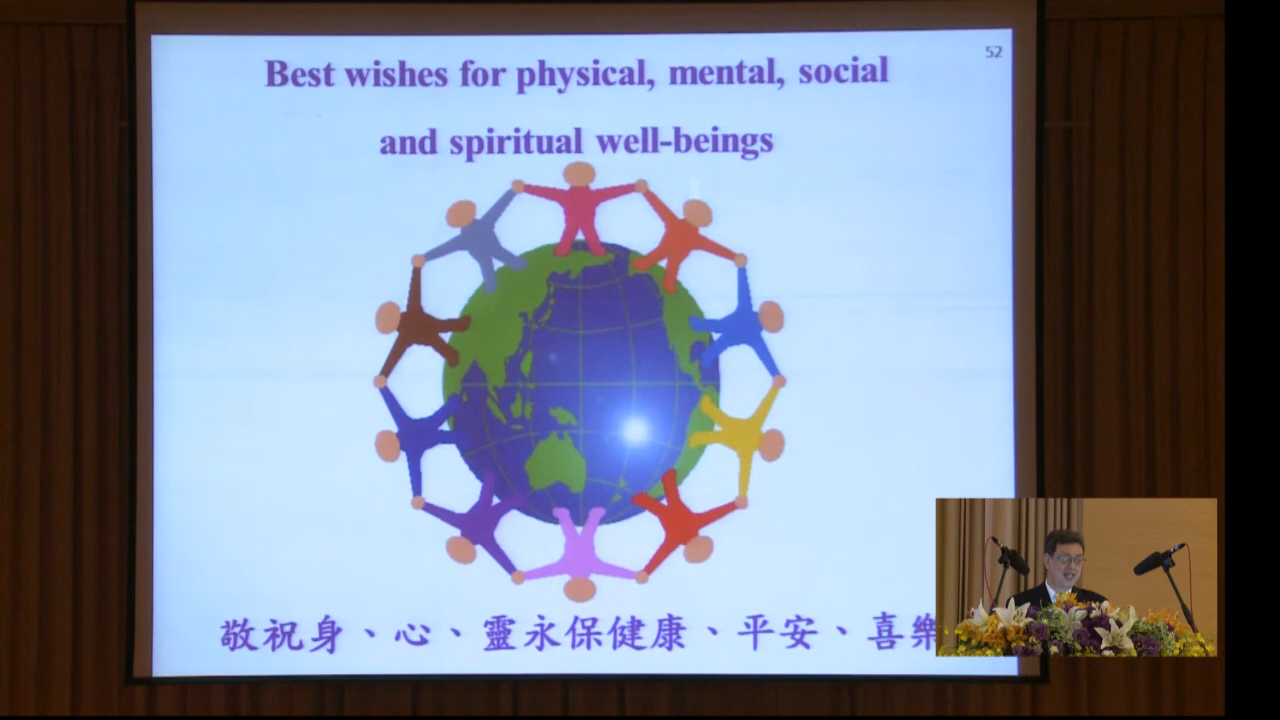 52
Best wishes for physical, mental, social
and spiritual well-beings
敬祝身、心、靈永保健康、平安、喜樂